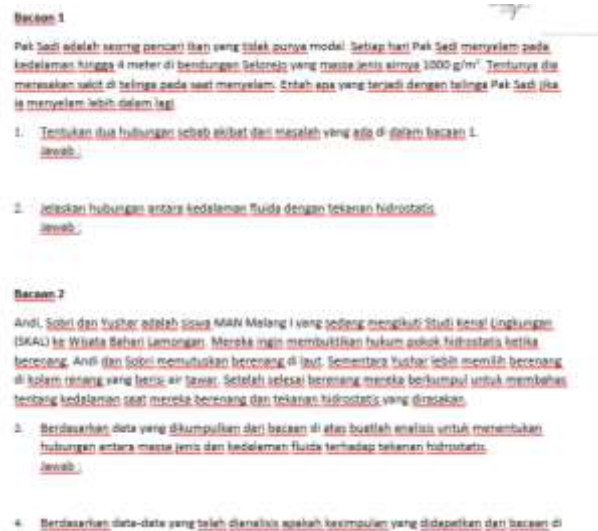 Bacaan 1
Pak Sadi adalah seorng pencari ikan yang tidak punya modal. Setiap hari Pak Sadi menyelam pada
kedalaman hingga 4 meter di bendungan Selorejo yang massa jenis airnya 1000 g/m³. Tentunya dia
merasakan sakit di telinga pada saat menyelam. Entah apa yang terjadi dengan telinga Pak Sadi jika
ia menyelam lebih dalam lagi.
1. Tentukan dua hubungan sebab akibat dari masalah yang ada di dalam bacaan 1.
Jawab :
2. Jelaskan hubungan antara kedalaman fluida dengan tekanan hidrostatis.
Jawab :
Bacaan 2
Andi, Sobri dan Yushar adalah siswa MAN Malang I yang sedang mengikuti Studi Kenal Lingkungan
(SKAL) ke Wisata Bahari Lamongan. Mereka ingin membuktikan hukum pokok hidrostatis ketika
berenang. Andi dan Sobri memutuskan berenang di laut. Sementara Yushar lebih memilih berenang
di kolam renang yang berisi air tawar. Setelah selesai berenang mereka berkumpul untuk membahas
tentang kedalaman saat mereka berenang dan tekanan hidrostatis yang dirasakan.
3. Berdasarkan data yang dikumpulkan dari bacaan di atas buatlah analisis untuk menentukan
hubungan antara massa jenis dan kedalaman fluida terhadap tekanan hidrostatis.
Jawab :
4. Berdasarkan data-data yang telah dianalisis apakah kesimpulan yang didapatkan dari bacaan di